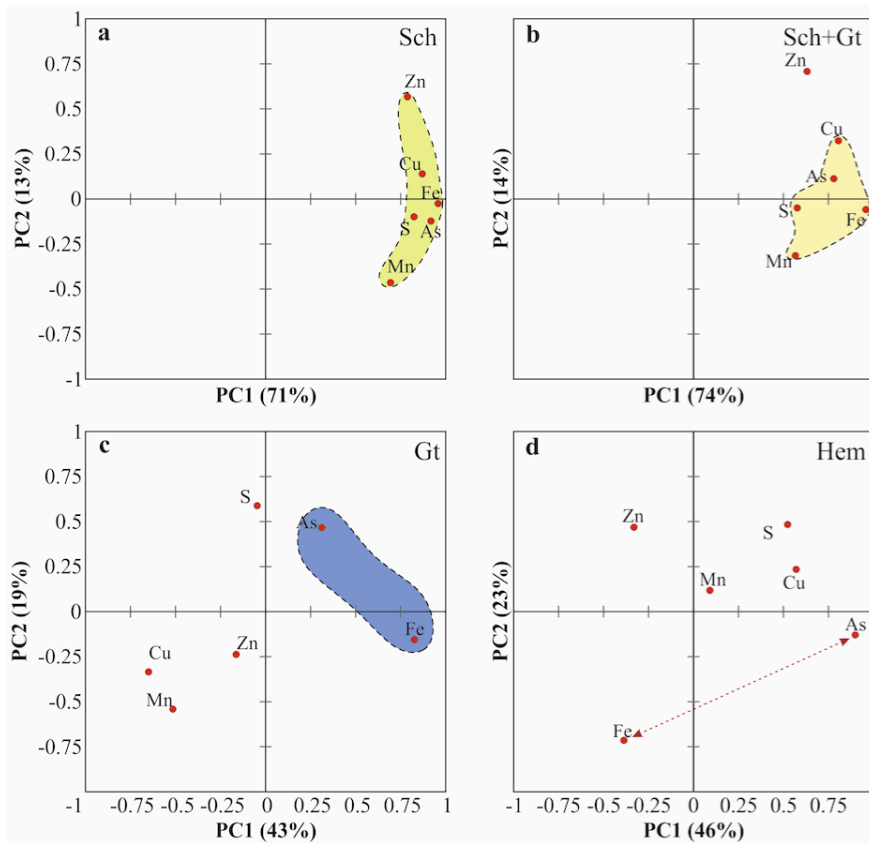 a
Sch
1
0.75
0.5
0.25
0
-0.25
-0.5
-0.75
-1
PC2 (13%)
Zn
Cu
Fe
S
As
Mn
PC1 (71%)
b
Sch+Gt
PC2 (14%)
Zn
Cu
As
S
Fe
Mn
PC1 (74%)
c
Gt
1
0.75
0.5
0.25
0
-0.25
-0.5
-0.75
PC2 (19%)
S
As
Fe
Zn
Cu
Mn
-1
-0.75
-0.5
-0.25
0
0.25
0.50
0.75
1
PC1 (43%)
d
Hem
PC2 (23%)
Zn
S
Mn
Cu
As
Fe
-1
-0.75
-0.5
-0.25
0
0.25
0.5
0.75
PC1 (46%)